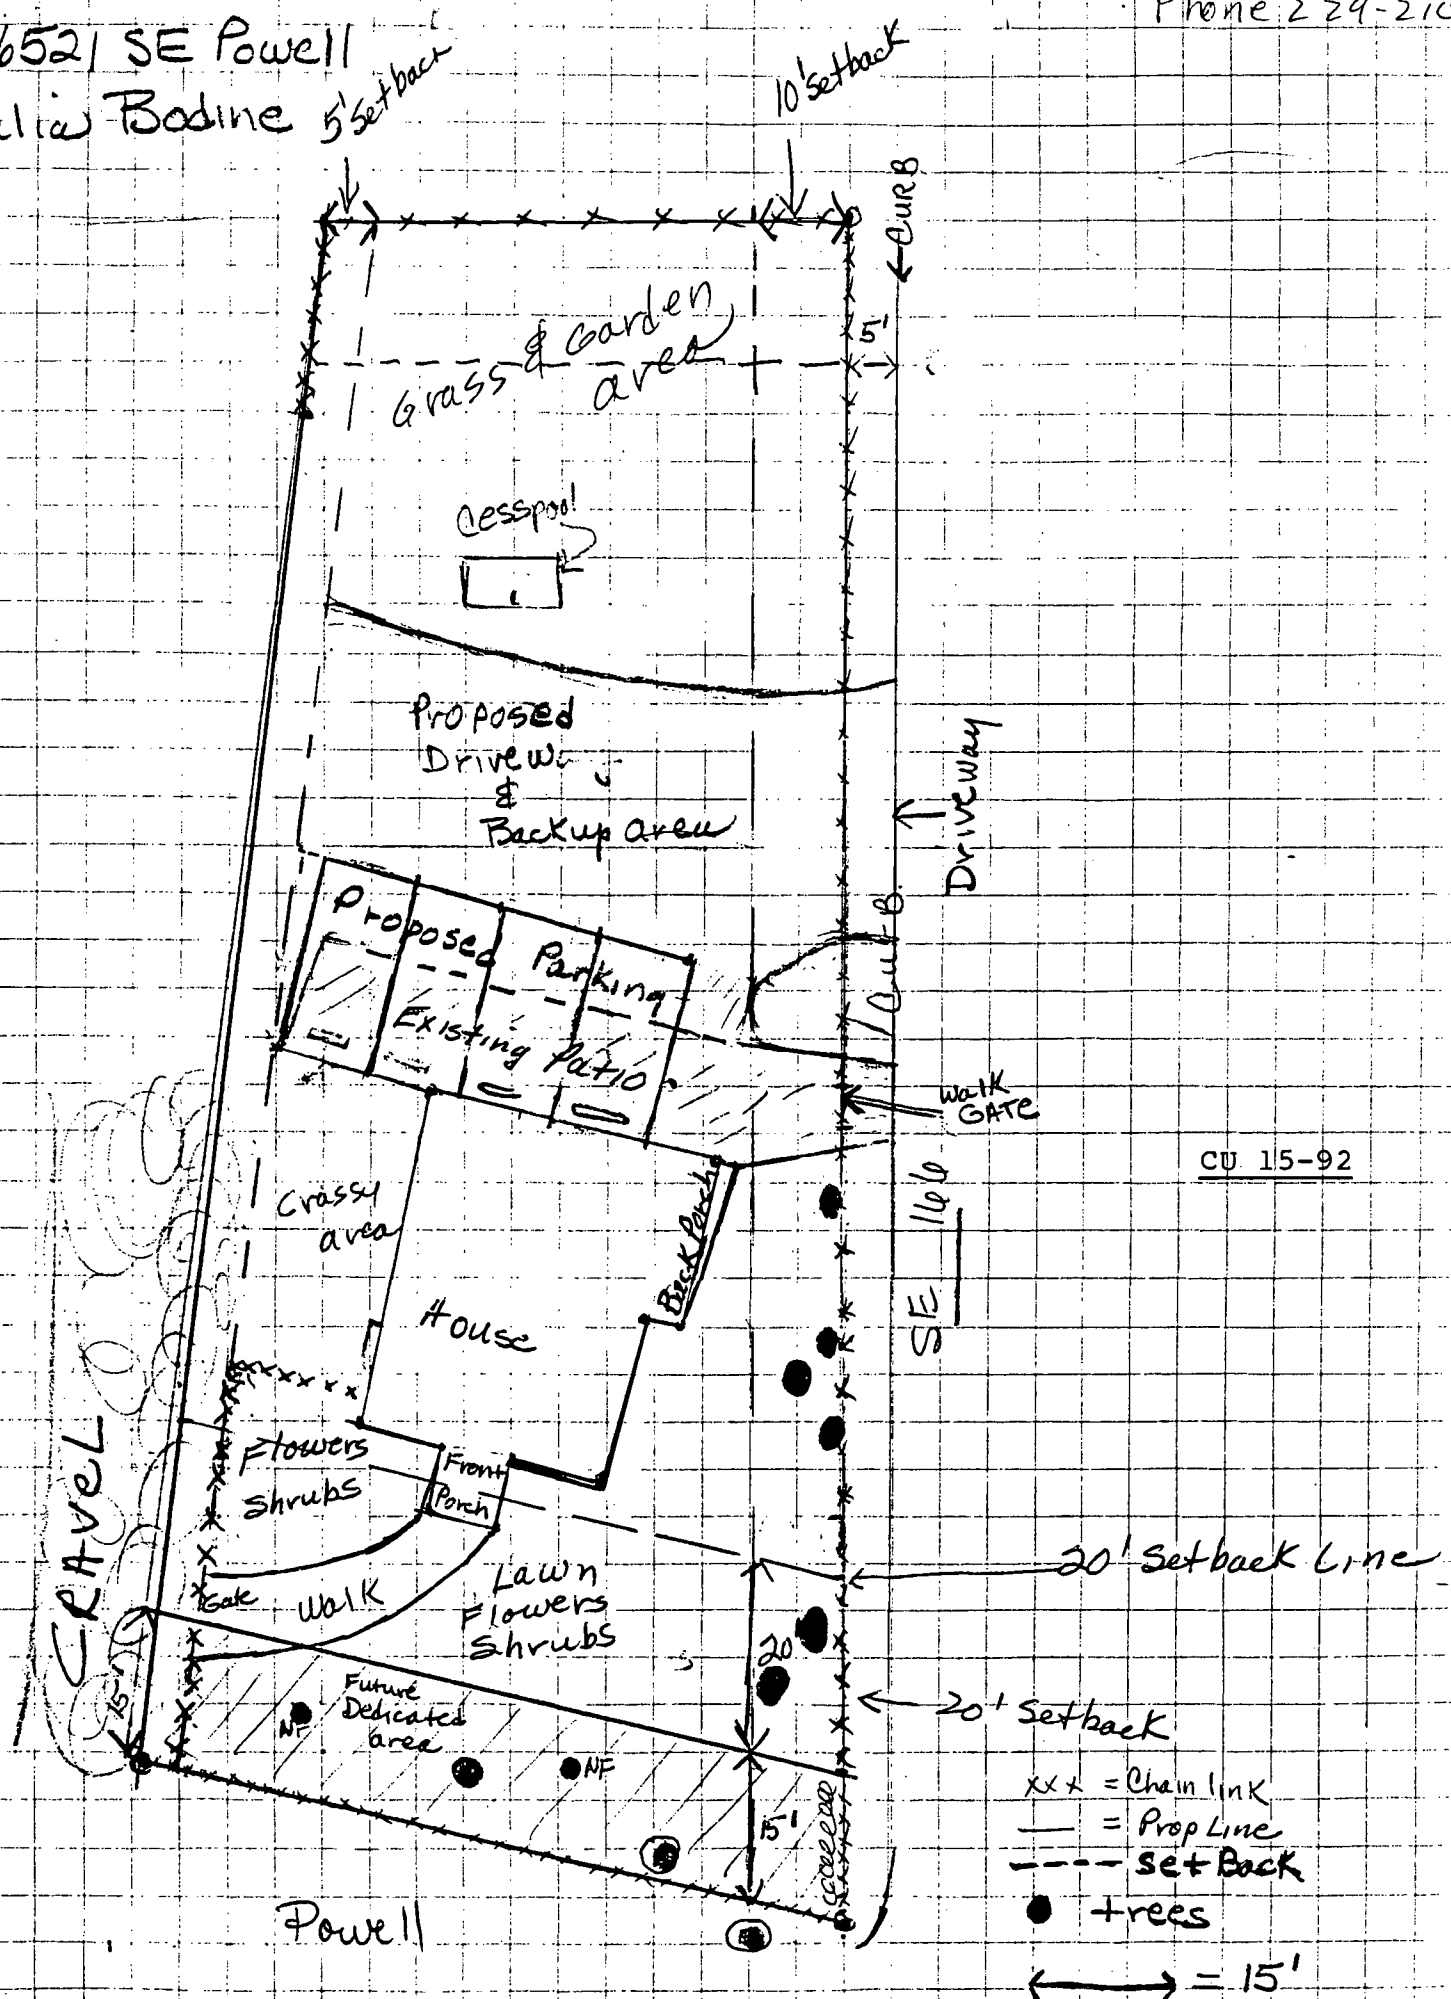 Phone 229-210
6521 SE Powell
Bodine
5' Setback
10' Setback
CURB
5'
Grass & Garden
area
Cesspool
Proposed
&
Backup area
Driveway
Proposed Parking
Existing Patio
Curb
Walk
GATE
CU 15-92
SE 166
Grassy
area
Back Porch
House
GRAVEL
Flowers
Shrubs
Front
Porch
Gate
Walk
Lawn
Flowers
Shrubs
20' Setback Line
20'
15'
Future
Dedicated
area
NF
NF
20' Setback
15'
Powell
xxx = Chain link
—— = Prop Line
---- = Set Back
● trees
↔ = 15'